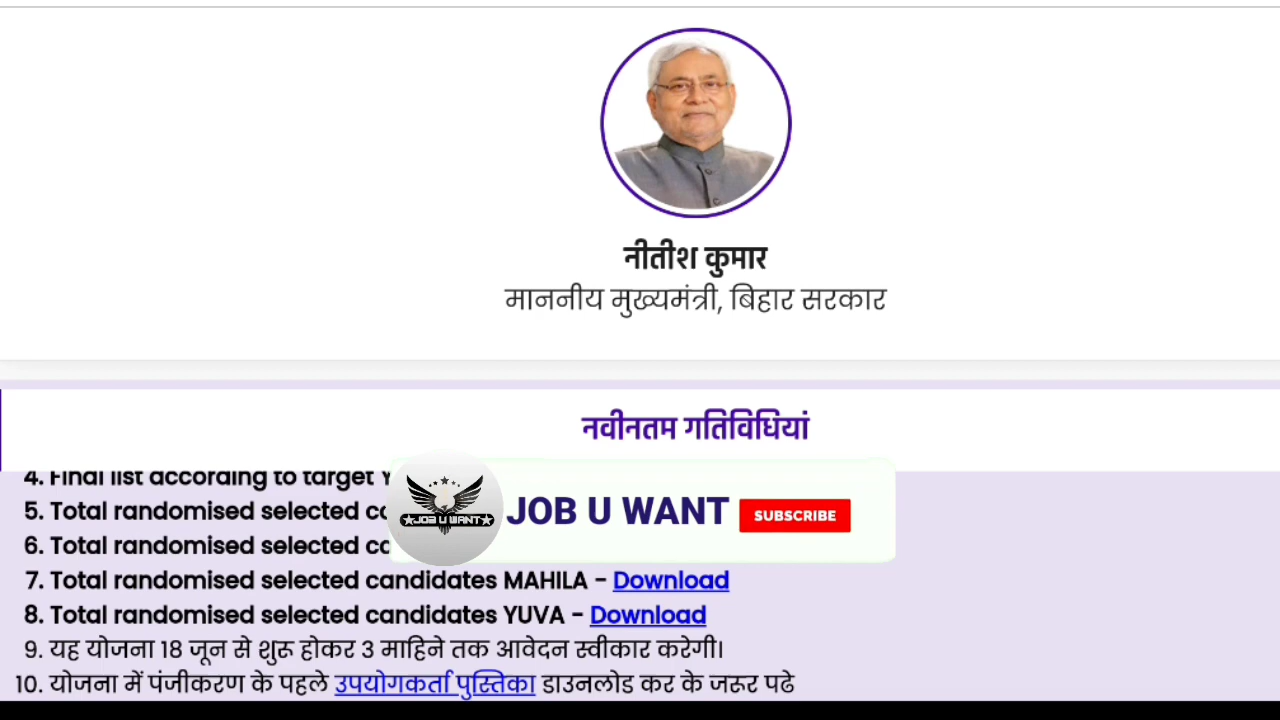 नीतीश कुमार
माननीय मुख्यमंत्री, बिहार सरकार
नवीनतम गतिविधियां
4. Final list according to target
5. Total randomised selected
6. Total randomised selected
JOB U WANT
JOB U WANT SUBSCRIBE
7. Total randomised selected candidates MAHILA - Download
8. Total randomised selected candidates YUVA - Download
9. यह योजना 18 जून से शुरू होकर 3 माहिने तक आवेदन स्वीकार करेगी।
10. योजना में पंजीकरण के पहले उपयोगकर्ता पुस्तिका डाउनलोड कर के जरूर पढे